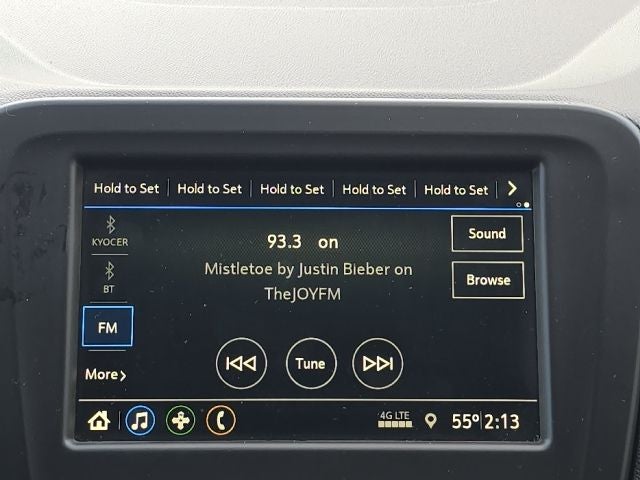 Hold to Set Hold to Set Hold to Set Hold to Set Hold to Set
KYOCER
93.3 on
Sound
Mistletoe by Justin Bieber on
TheJOYFM
Browse
BT
FM
Tune
More
4G LTE
55° 2:13